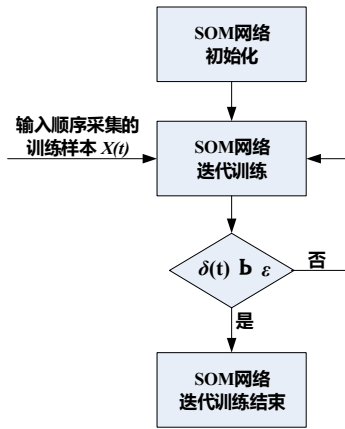 SOM网络
初始化
输入顺序采集的
训练样本 X(t)
SOM网络
迭代训练
δ(t) Ь ε
否
是
SOM网络
迭代训练结束